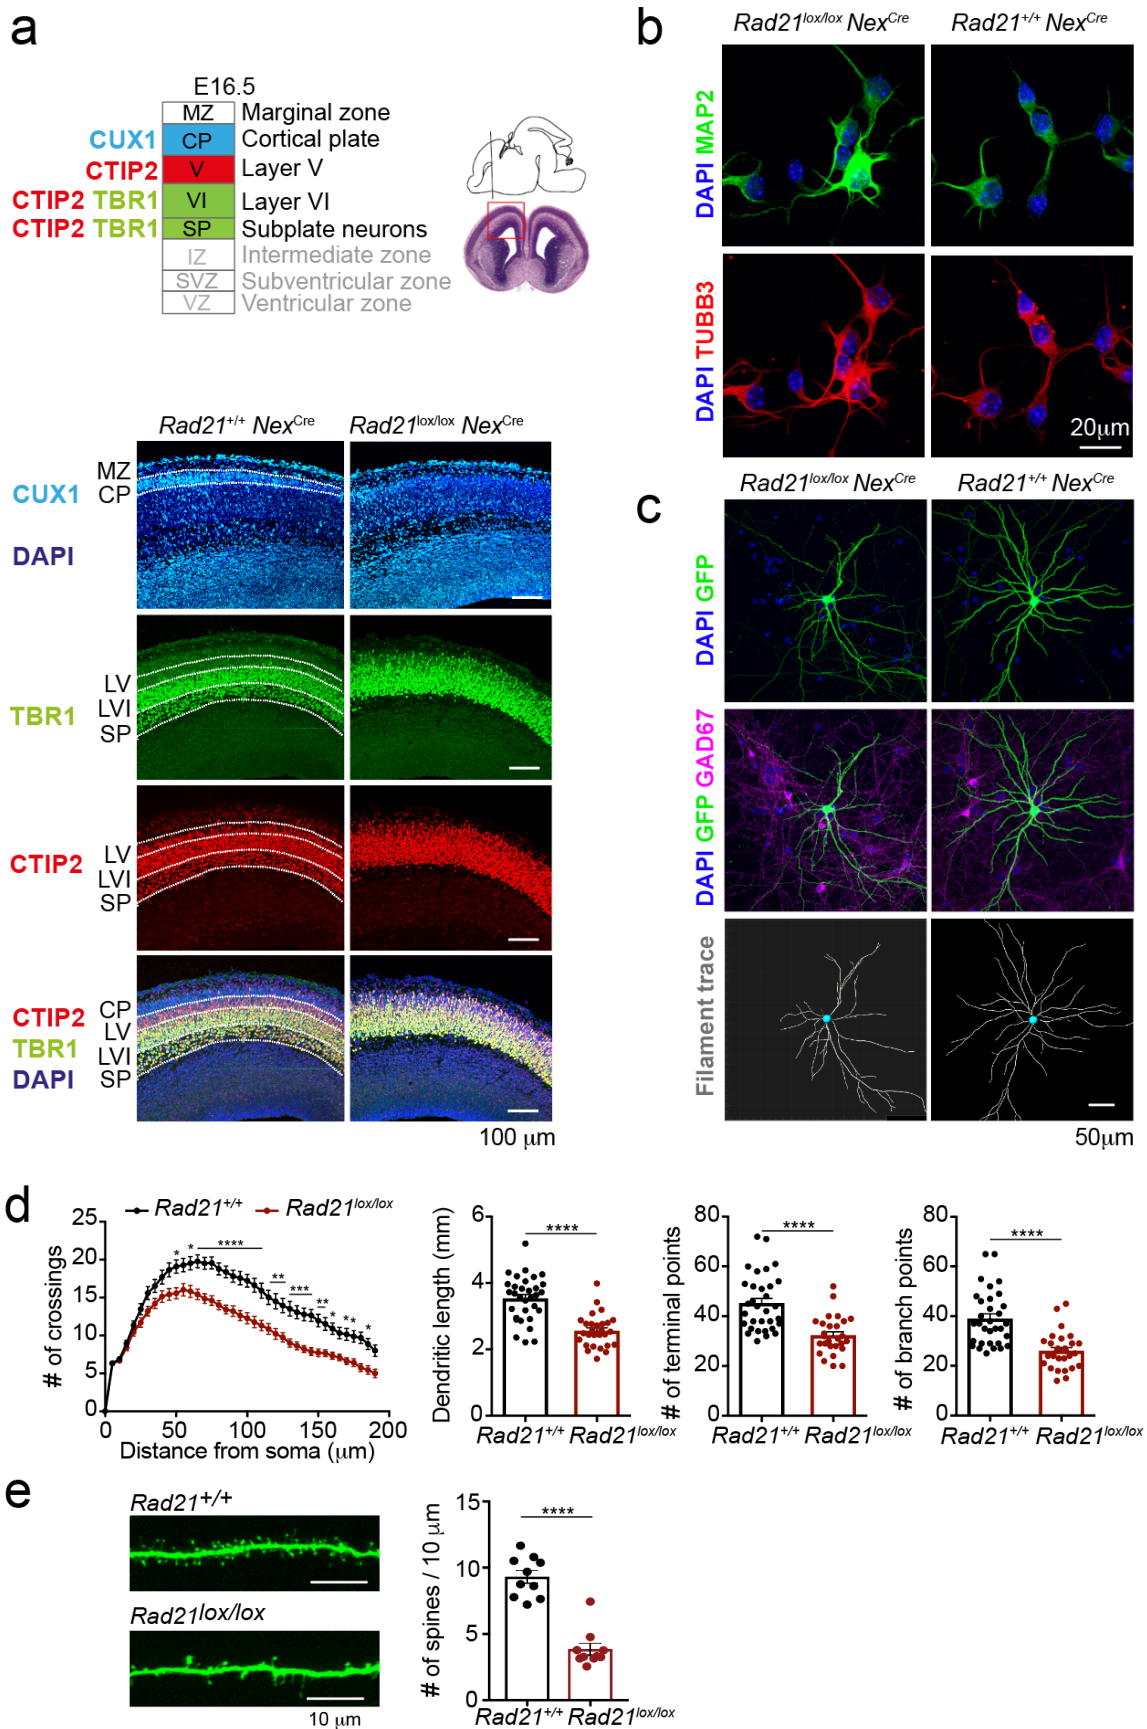 a
E16.5
MZ Marginal zone
CUX1 CP Cortical plate
CTIP2 V Layer V
CTIP2 TBR1 VI Layer VI
CTIP2 TBR1 SP Subplate neurons
IZ Intermediate zone
SVZ Subventricular zone
VZ Ventricular zone
Rad21+/+ NexCre Rad21lox/lox NexCre
CUX1
DAPI
MZ
CP
TBR1
LV
LVI
SP
CTIP2
LV
LVI
SP
CTIP2
TBR1
DAPI
CP
LV
LVI
SP
100 µm
b
Rad21lox/lox NexCre Rad21+/+ NexCre
DAPI MAP2
DAPI TUBB3
20µm
c
Rad21lox/lox NexCre Rad21+/+ NexCre
DAPI GFP
DAPI GFP GAD67
Filament trace
50µm
d
Rad21+/+ Rad21lox/lox
# of crossings
25
20
15
10
5
0
* * **** ** *** ** * ** *
0 50 100 150 200
Distance from soma (µm)
Dendritic length (mm)
6
4
2
0
****
Rad21+/+ Rad21lox/lox
# of terminal points
80
60
40
20
0
****
Rad21+/+ Rad21lox/lox
# of branch points
80
60
40
20
0
****
Rad21+/+ Rad21lox/lox
e
Rad21+/+
Rad21lox/lox
10 µm
# of spines / 10 µm
15
10
5
0
****
Rad21+/+ Rad21lox/lox